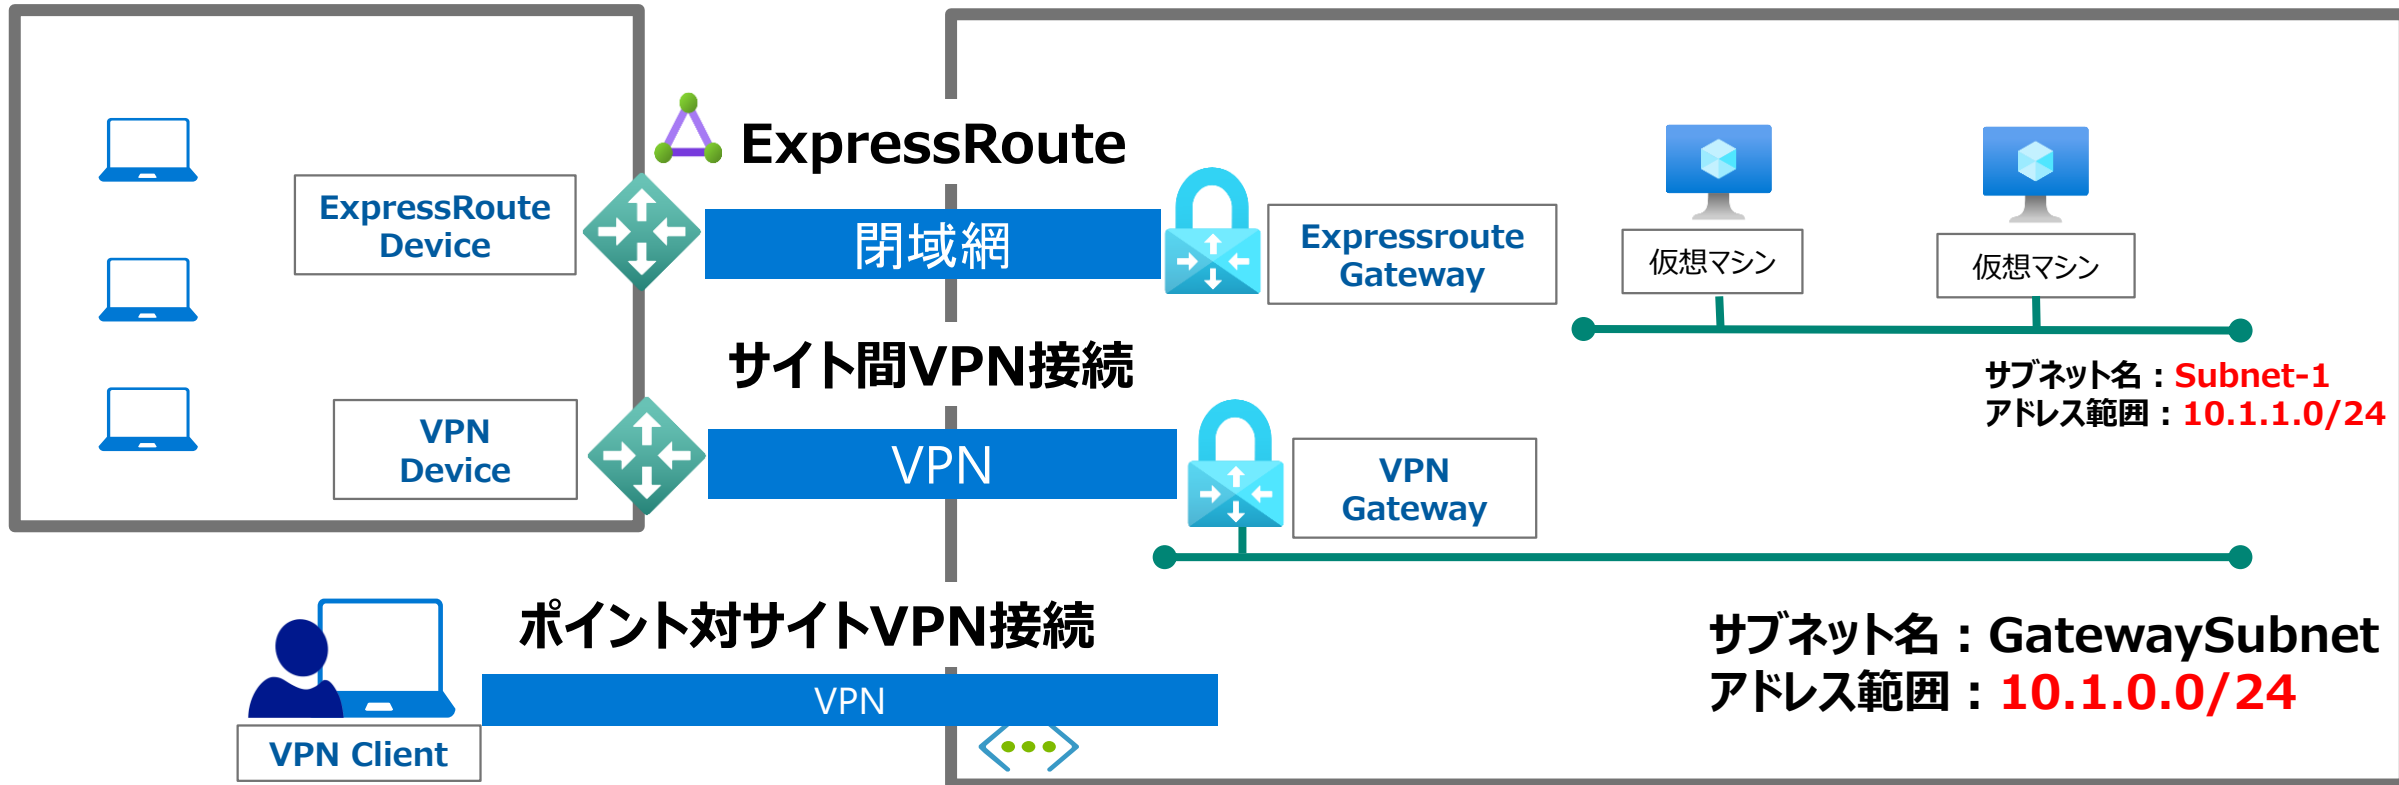 ExpressRoute
ExpressRoute
Device
閉域網
Expressroute
Gateway
仮想マシン
仮想マシン
サイト間VPN接続
サブネット名：Subnet-1
アドレス範囲：10.1.1.0/24
VPN
Device
VPN
VPN
Gateway
ポイント対サイトVPN接続
サブネット名：GatewaySubnet
アドレス範囲：10.1.0.0/24
VPN
VPN Client